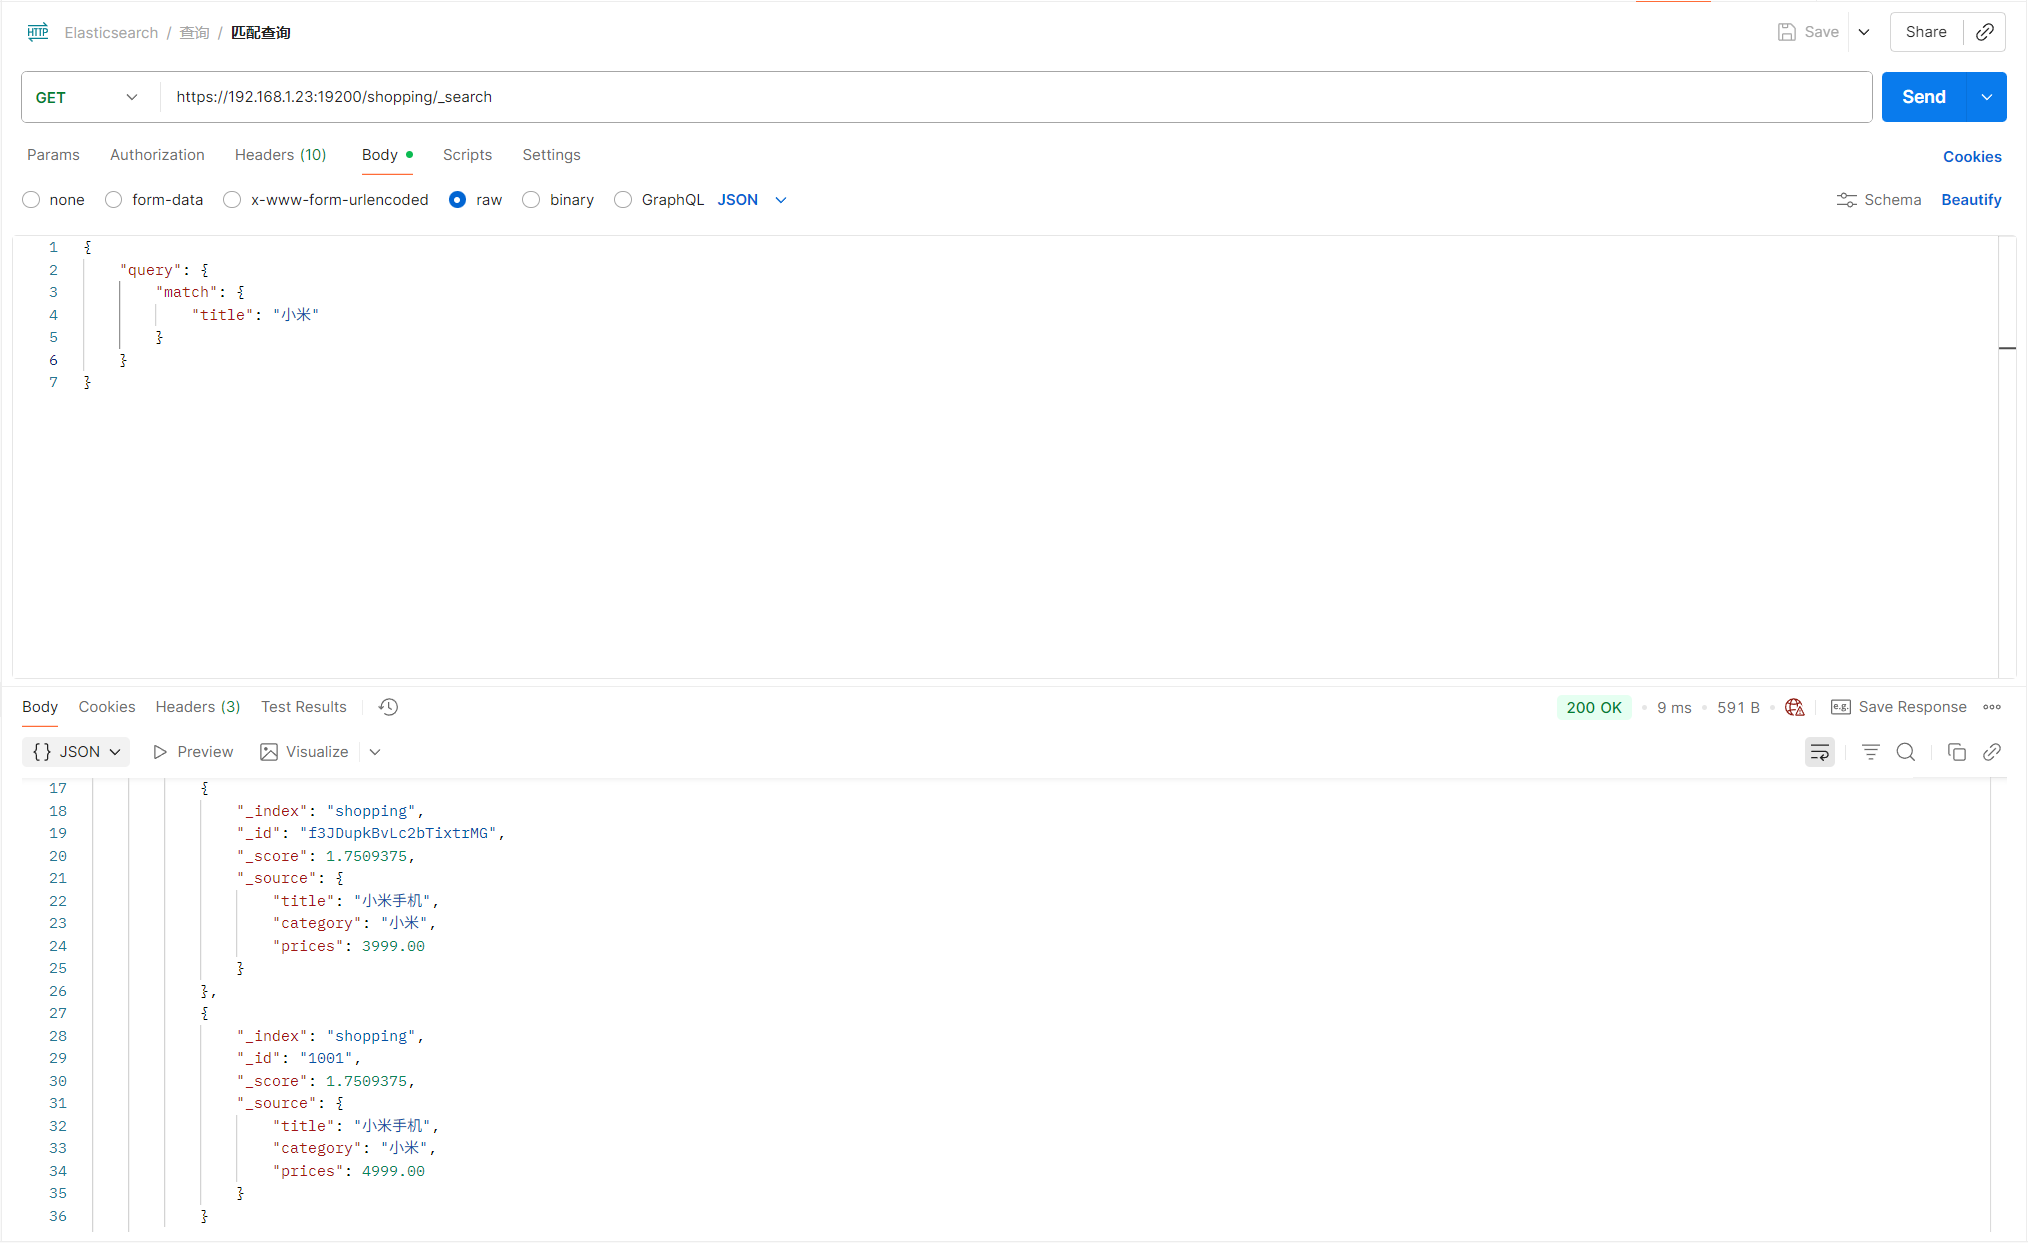 HTTP Elasticsearch / 查询 / 匹配查询 Save Share
GET https://192.168.1.23:19200/shopping/_search Send
Params Authorization Headers (10) Body Scripts Settings Cookies
none form-data x-www-form-urlencoded raw binary GraphQL JSON Schema Beautify
1 {
2 "query": {
3 "match": {
4 "title": "小米"
5 }
6 }
7 }
Body Cookies Headers (3) Test Results 200 OK 9 ms 591 B e.g. Save Response
{} JSON Preview Visualize
17 {
18 "_index": "shopping",
19 "_id": "f3JDupkBvLc2bTixtrMG",
20 "_score": 1.7509375,
21 "_source": {
22 "title": "小米手机",
23 "category": "小米",
24 "prices": 3999.00
25 }
26 },
27 {
28 "_index": "shopping",
29 "_id": "1001",
30 "_score": 1.7509375,
31 "_source": {
32 "title": "小米手机",
33 "category": "小米",
34 "prices": 4999.00
35 }
36 }